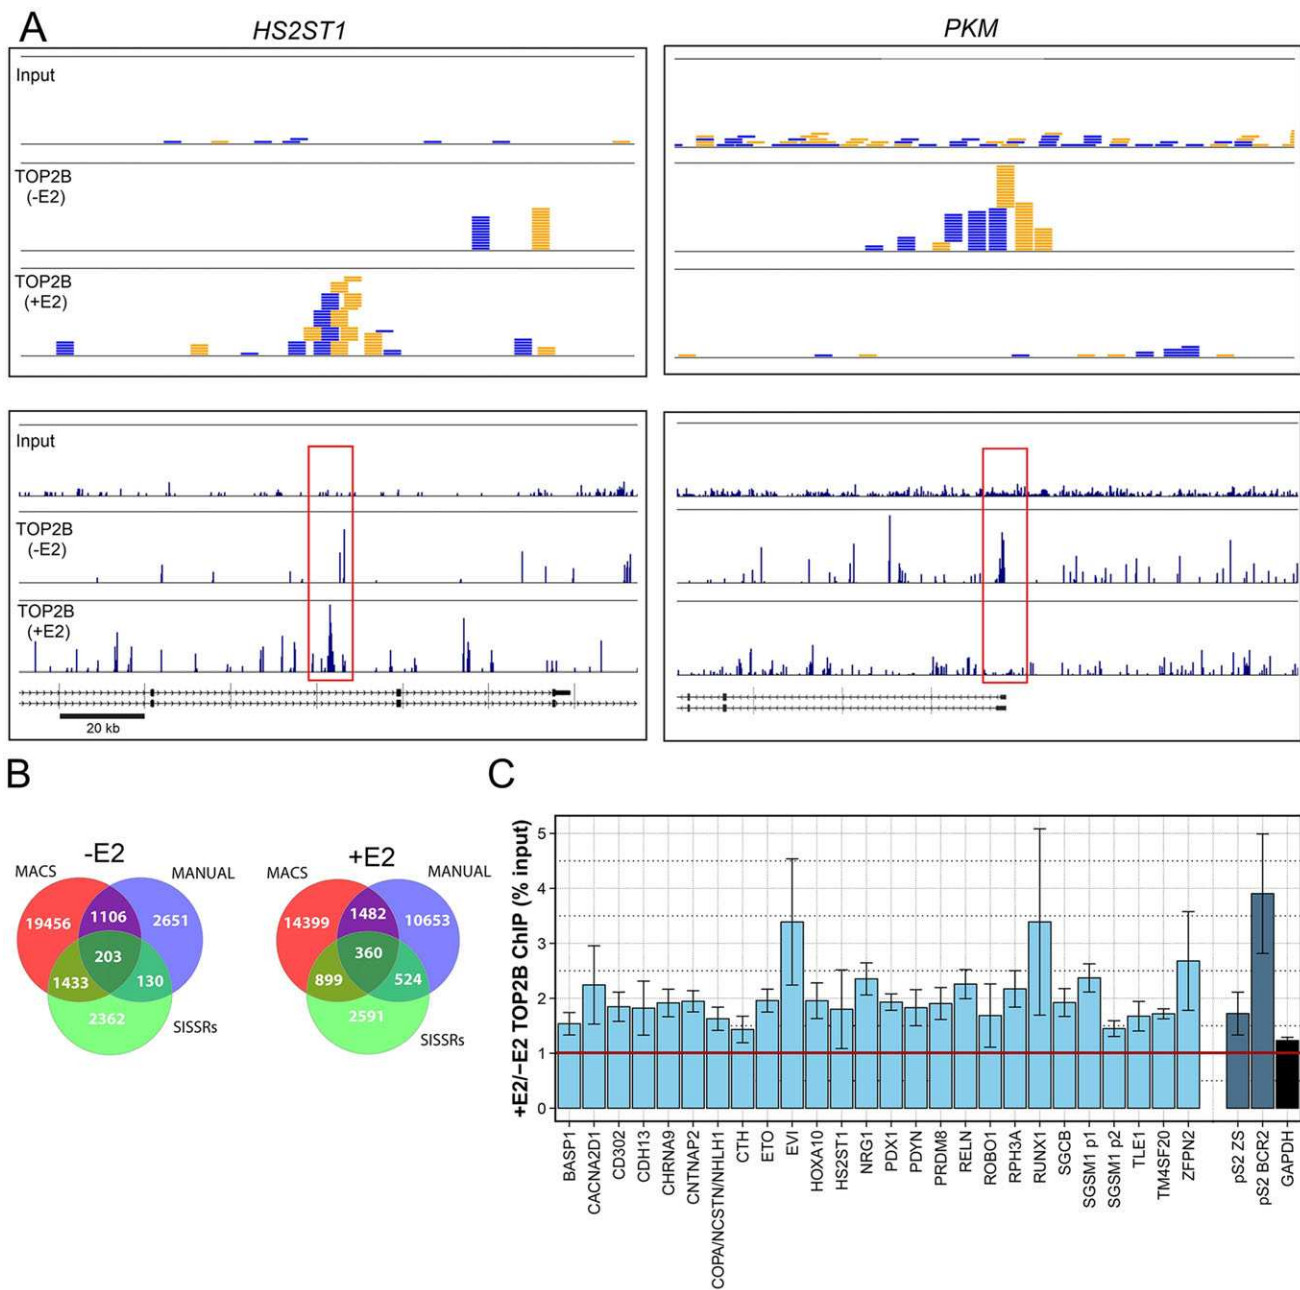 A
HS2ST1
PKM
Input
TOP2B
(-E2)
TOP2B
(+E2)
Input
TOP2B
(-E2)
TOP2B
(+E2)
20 kb
B
-E2
MACS
MANUAL
19456
1106
2651
203
1433
130
2362
SISSRs
+E2
MACS
MANUAL
14399
1482
10653
360
899
524
2591
SISSRs
C
+E2/−E2 TOP2B ChIP (% input)
5
4
3
2
1
0
BASP1
CACNA2D1
CD302
CDH13
CHRNA9
CNTNAP2
COPA/NCSTN/NHLH1
CTH
ETO
EVI
HOXA10
HS2ST1
NRG1
PDX1
PDYN
PRDM8
RELN
ROBO1
RPH3A
RUNX1
SGCB
SGSM1 p1
SGSM1 p2
TLE1
TM4SF20
ZFPN2
pS2 ZS
pS2 BCR2
GAPDH